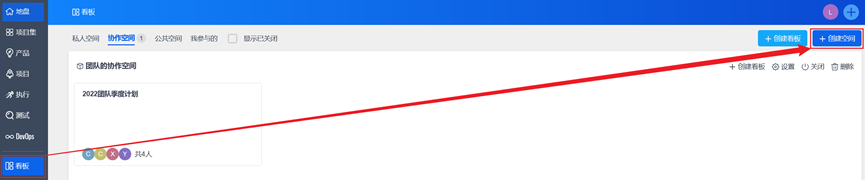 地盘
看板
L
项目集
私人空间 协作空间 1 公共空间 我参与的 显示已关闭 创建看板 创建空间
产品
团队的协作空间 创建看板 设置 关闭 删除
项目
2022团队季度计划
执行
测试
DevOps
C C X Y 共4人
看板